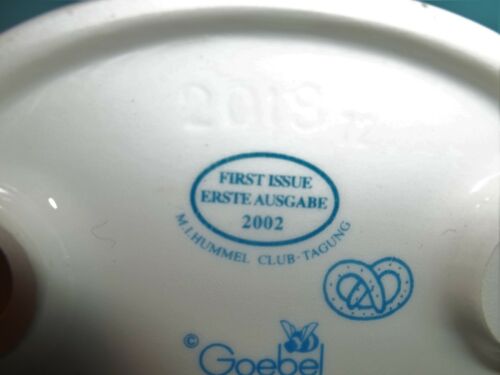 2019 12
FIRST ISSUE
ERSTE AUSGABE
2002
M.I.HUMMEL CLUB-TAGUNG
© Goebel